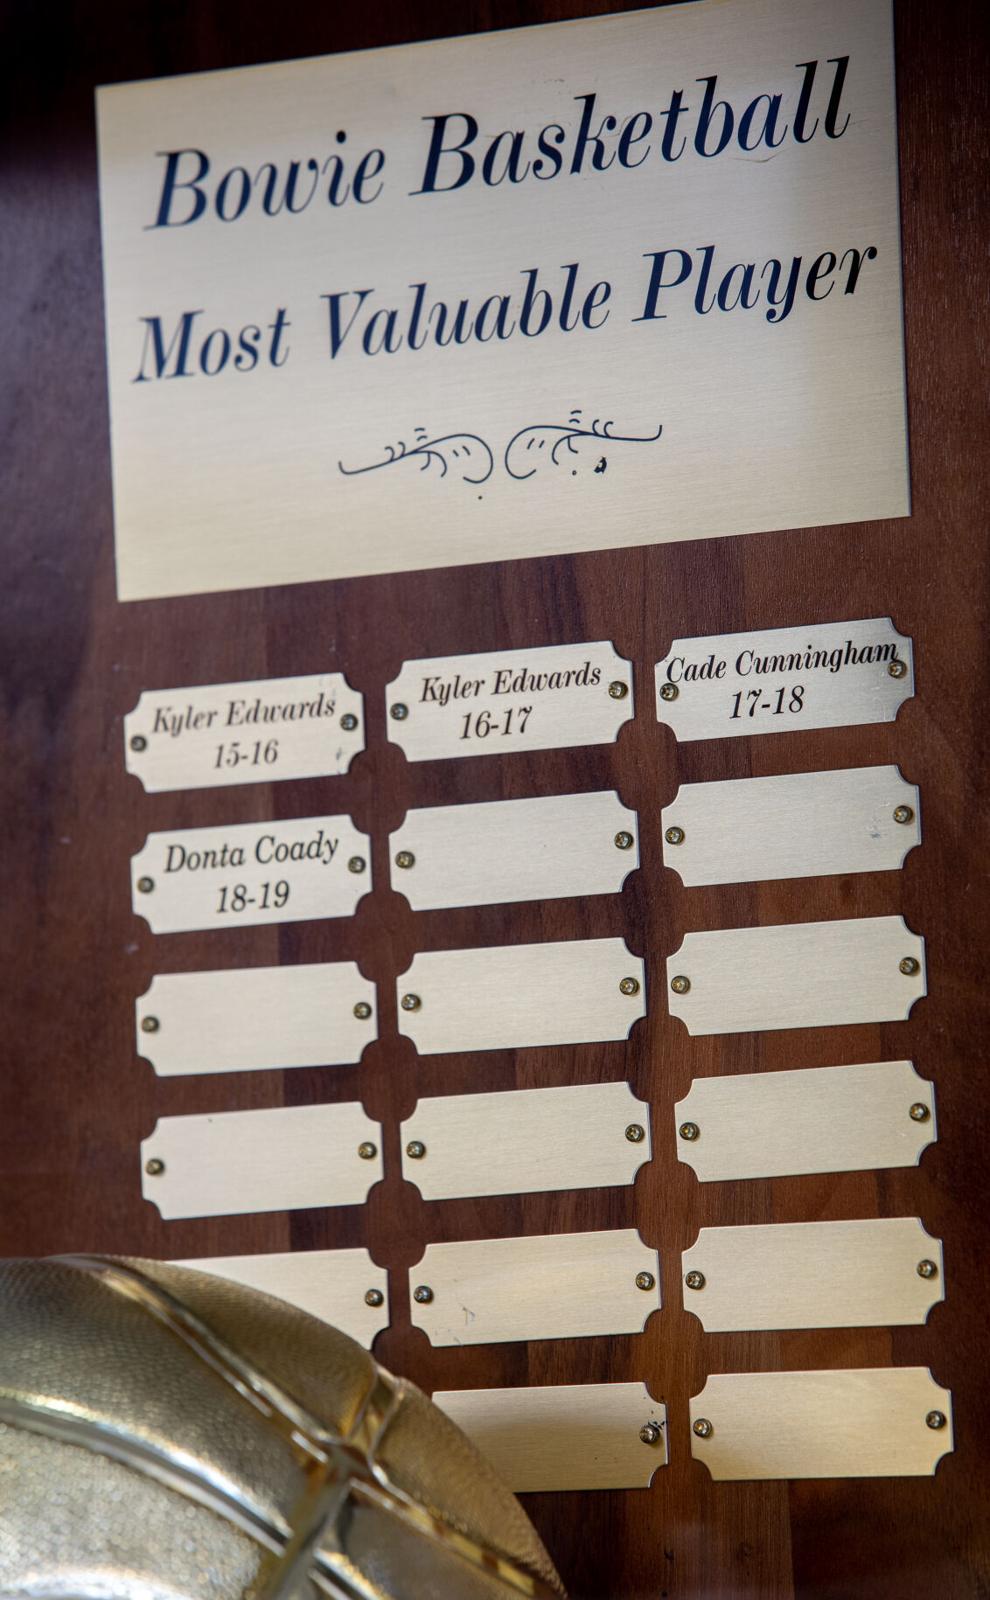 Bowie Basketball
Most Valuable Player
Kyler Edwards
15-16
Kyler Edwards
16-17
Cade Cunningham
17-18
Donta Coady
18-19